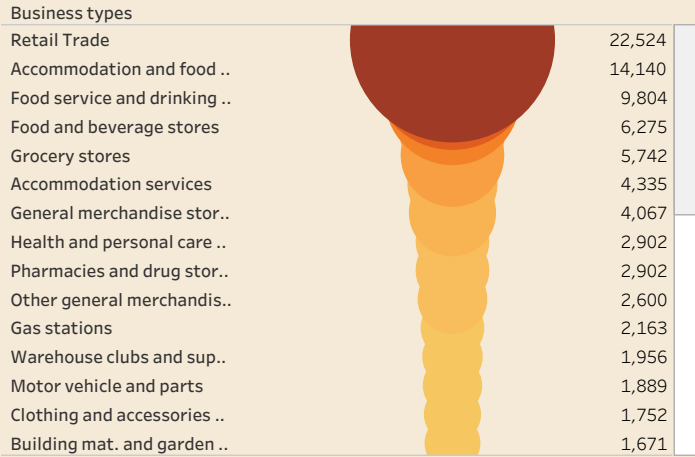 Business types
Retail Trade 22,524
Accommodation and food .. 14,140
Food service and drinking .. 9,804
Food and beverage stores 6,275
Grocery stores 5,742
Accommodation services 4,335
General merchandise stor.. 4,067
Health and personal care .. 2,902
Pharmacies and drug stor.. 2,902
Other general merchandis.. 2,600
Gas stations 2,163
Warehouse clubs and sup.. 1,956
Motor vehicle and parts 1,889
Clothing and accessories .. 1,752
Building mat. and garden .. 1,671